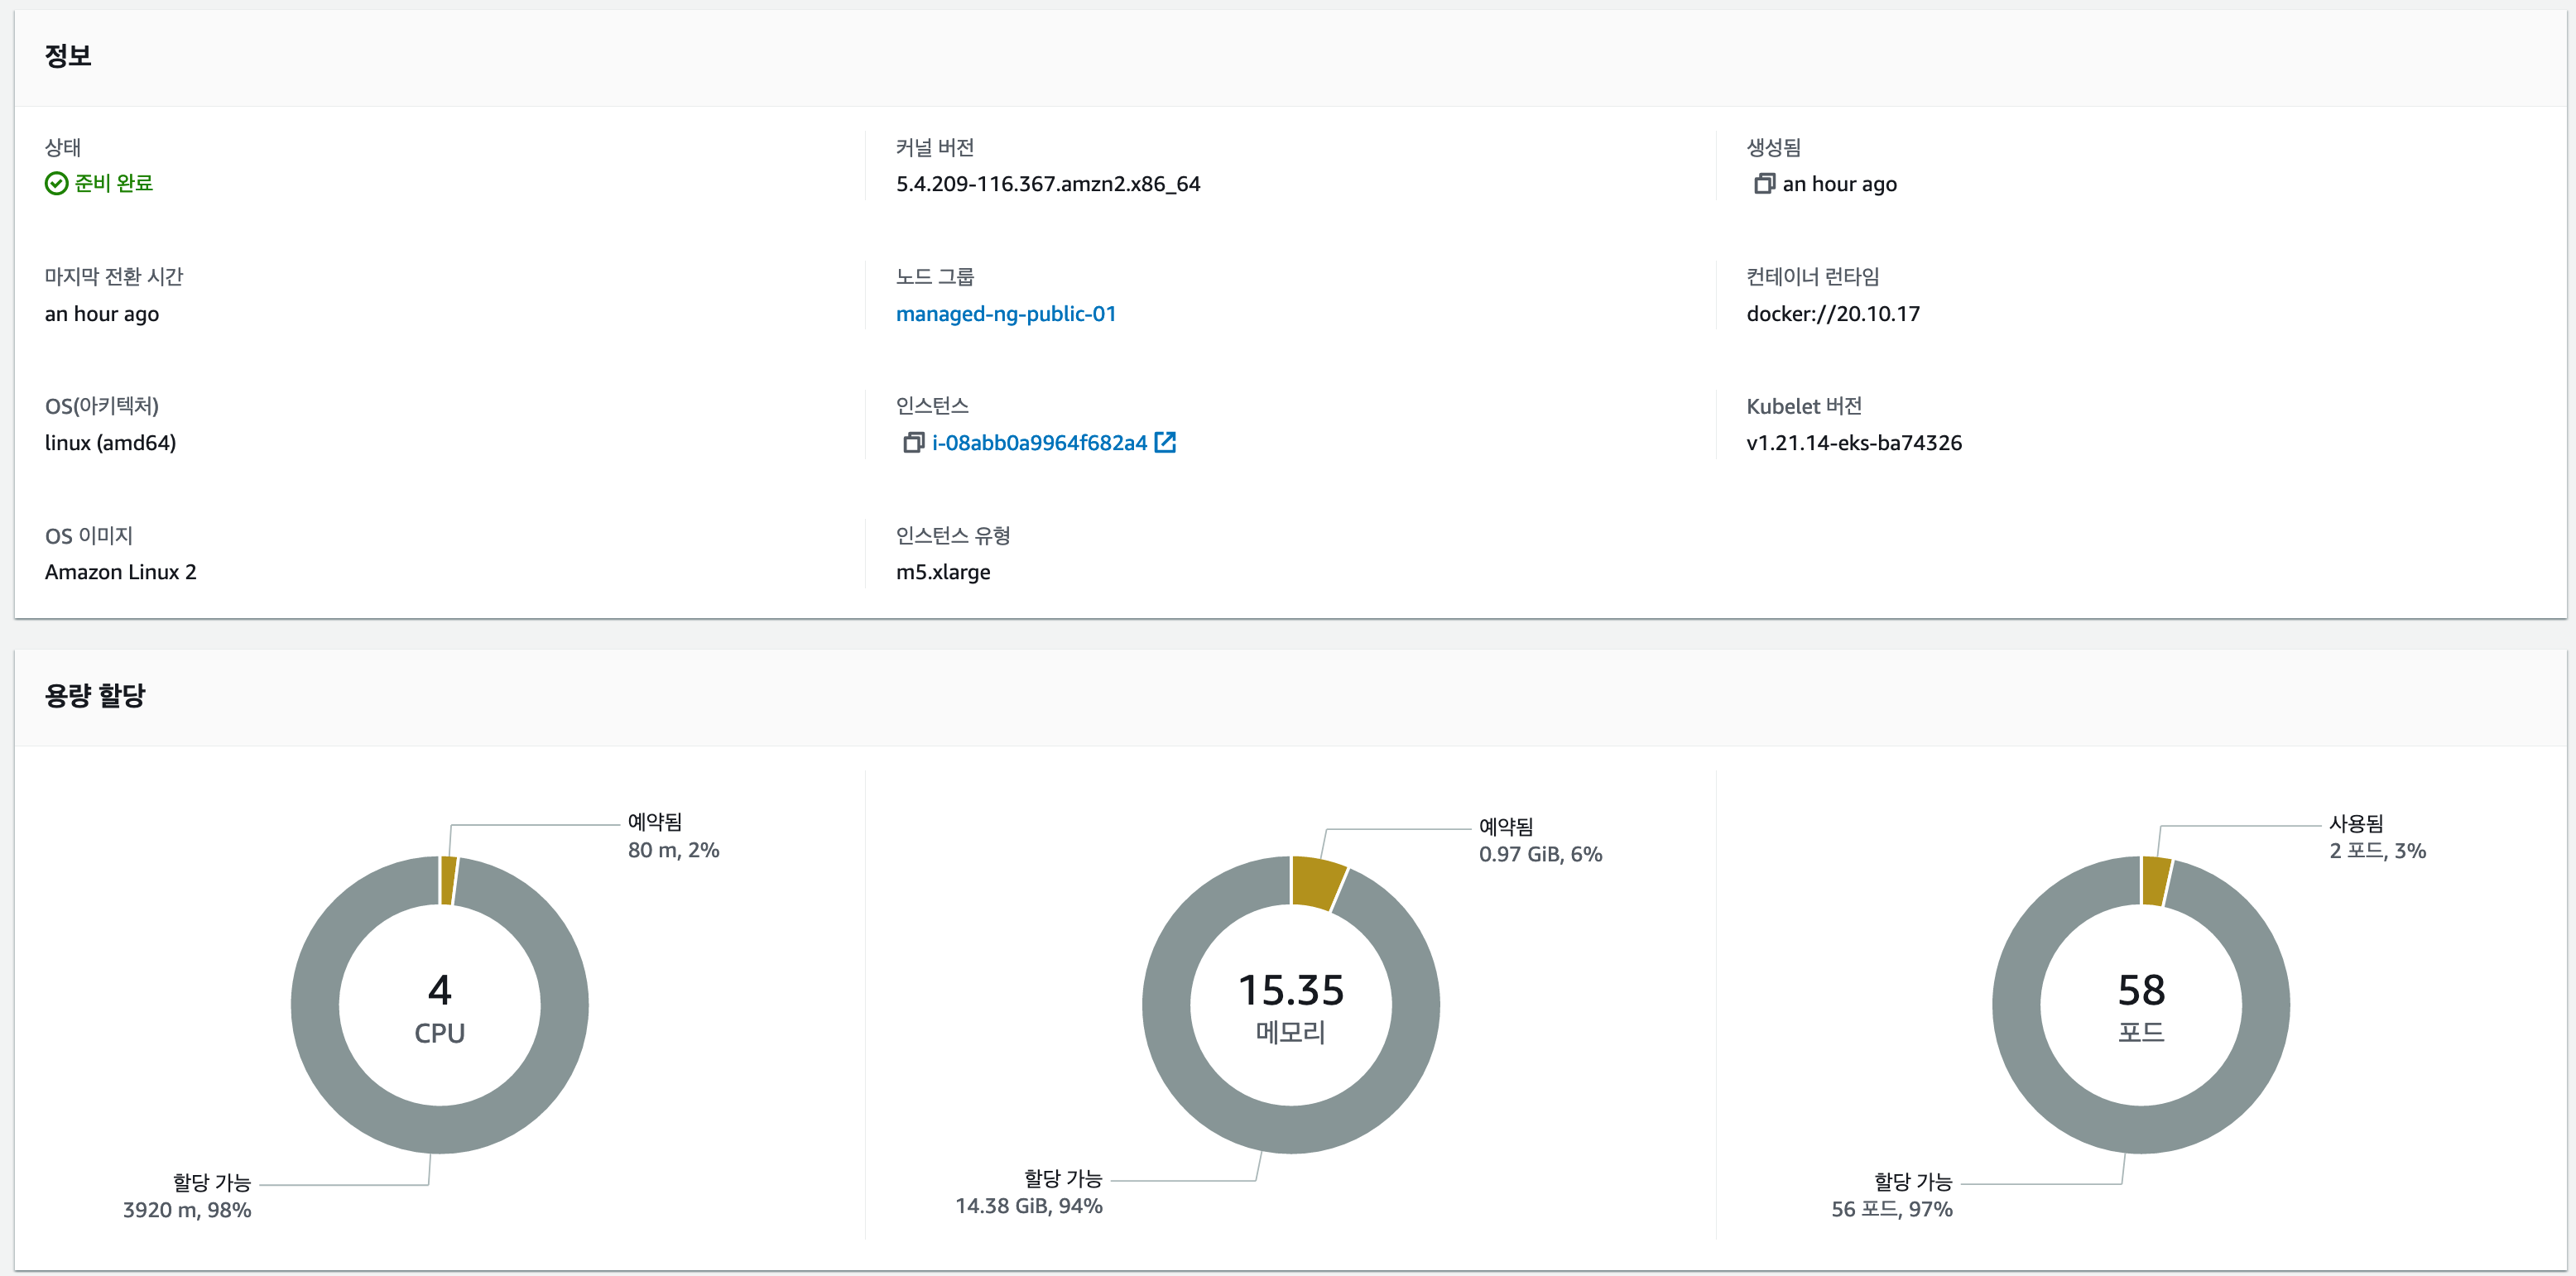 정보
상태
준비 완료
커널 버전
5.4.209-116.367.amzn2.x86_64
생성됨
an hour ago
마지막 전환 시간
an hour ago
노드 그룹
managed-ng-public-01
컨테이너 런타임
docker://20.10.17
OS(아키텍처)
linux (amd64)
인스턴스
i-08abb0a9964f682a4
Kubelet 버전
v1.21.14-eks-ba74326
OS 이미지
Amazon Linux 2
인스턴스 유형
m5.xlarge
용량 할당
예약됨
80 m, 2%
4
CPU
할당 가능
3920 m, 98%
예약됨
0.97 GiB, 6%
15.35
메모리
할당 가능
14.38 GiB, 94%
사용됨
2 포드, 3%
58
포드
할당 가능
56 포드, 97%